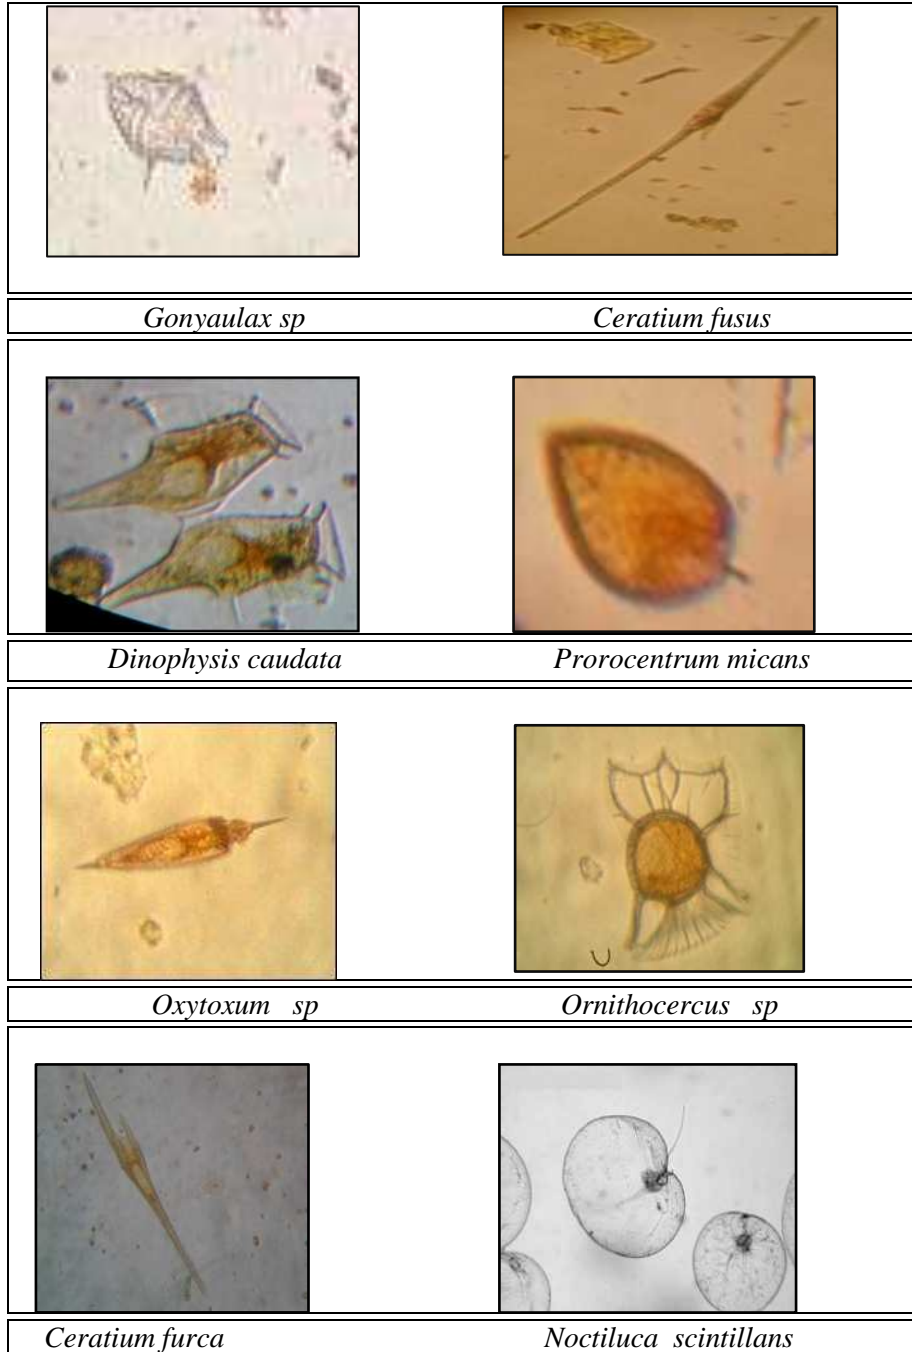 Gonyaulax sp Ceratium fusus
Dinophysis caudata Prorocentrum micans
Oxytoxum sp Ornithocercus sp
Ceratium furca Noctiluca scintillans